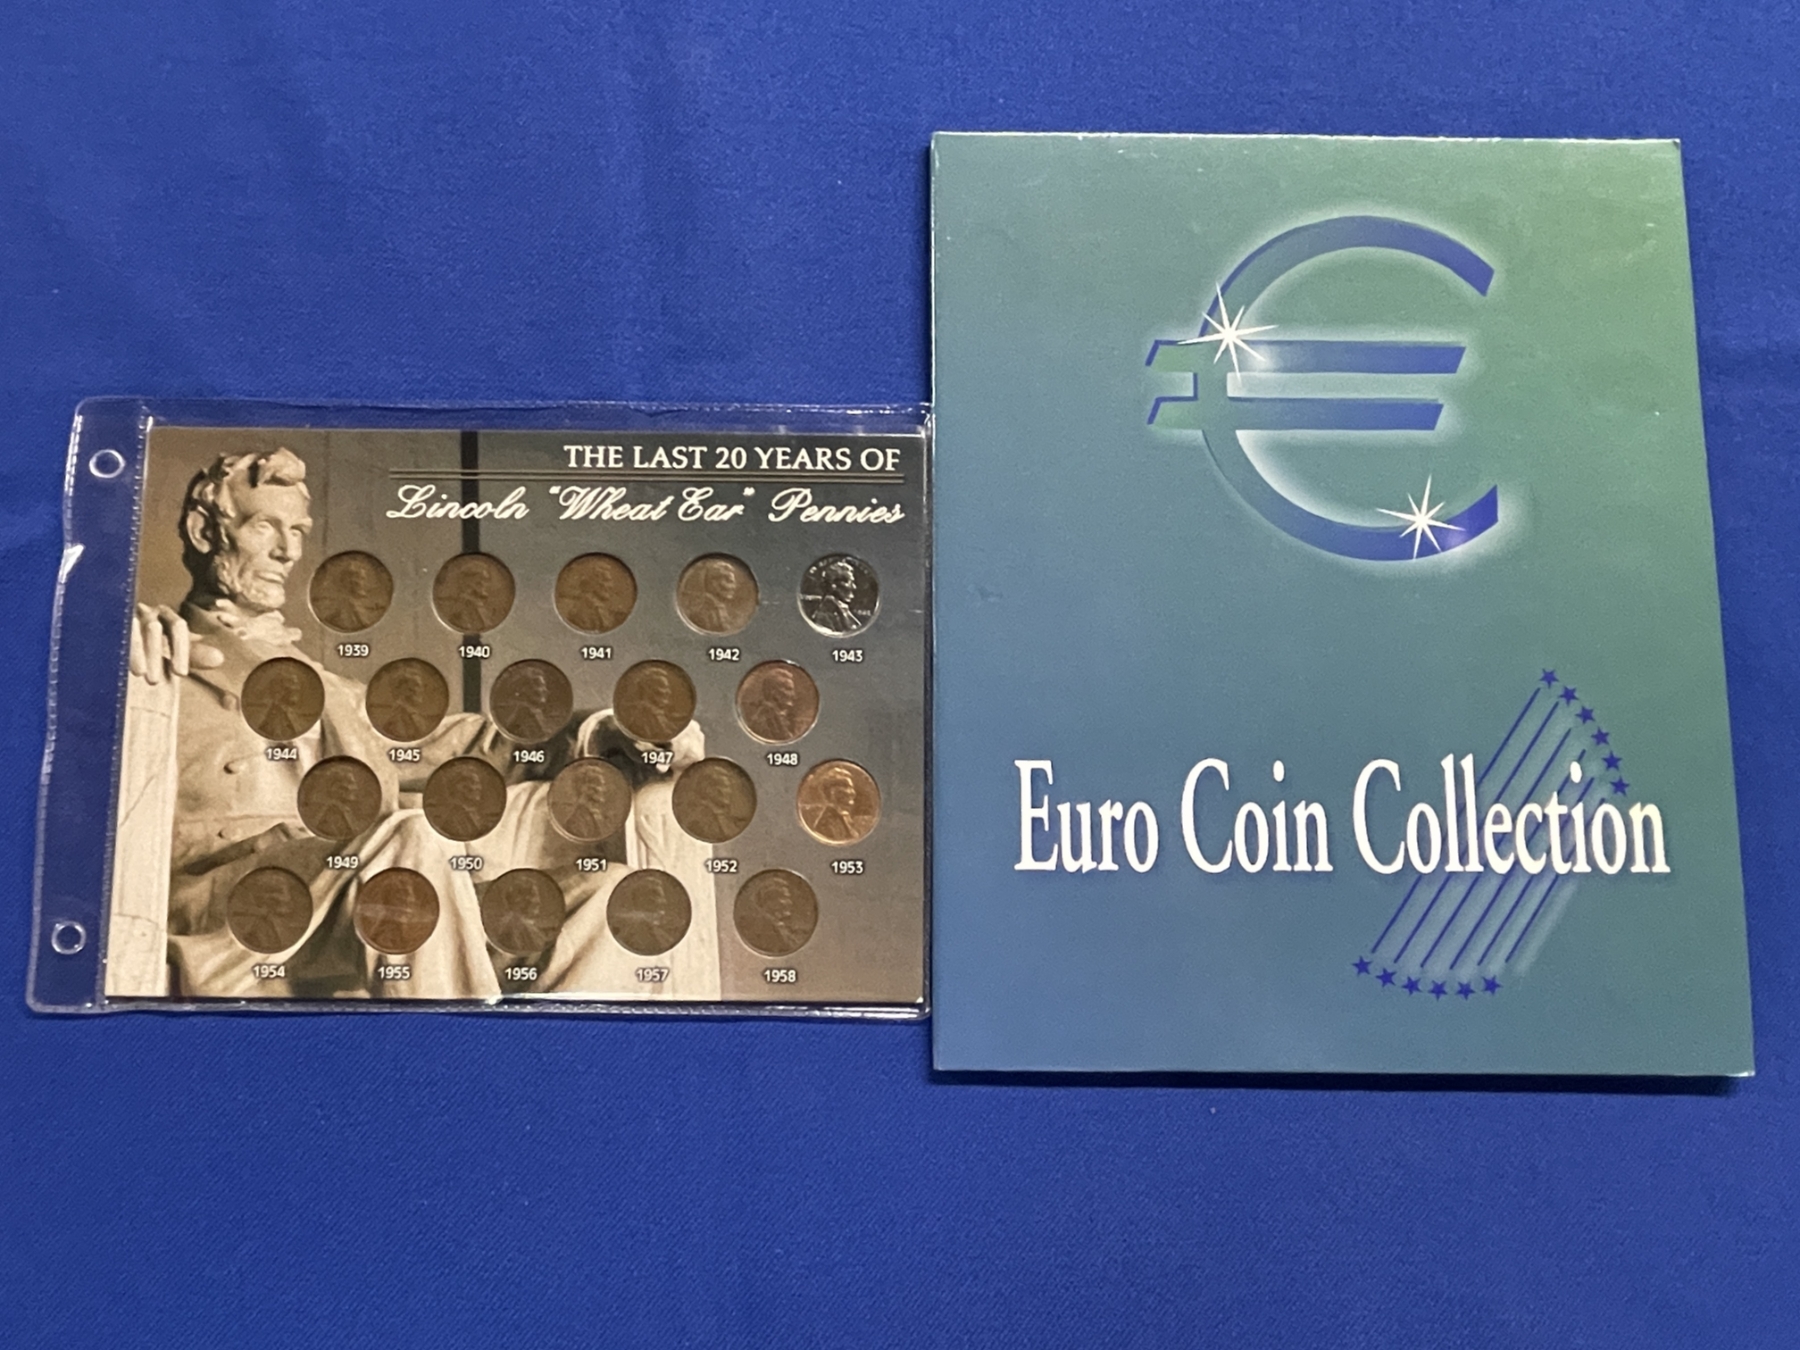 THE LAST 20 YEARS OF
Lincoln "Wheat Ear" Pennies
1939 1940 1941 1942 1943
1944 1945 1946 1947 1948
1949 1950 1951 1952 1953
1954 1955 1956 1957 1958
€
Euro Coin Collection